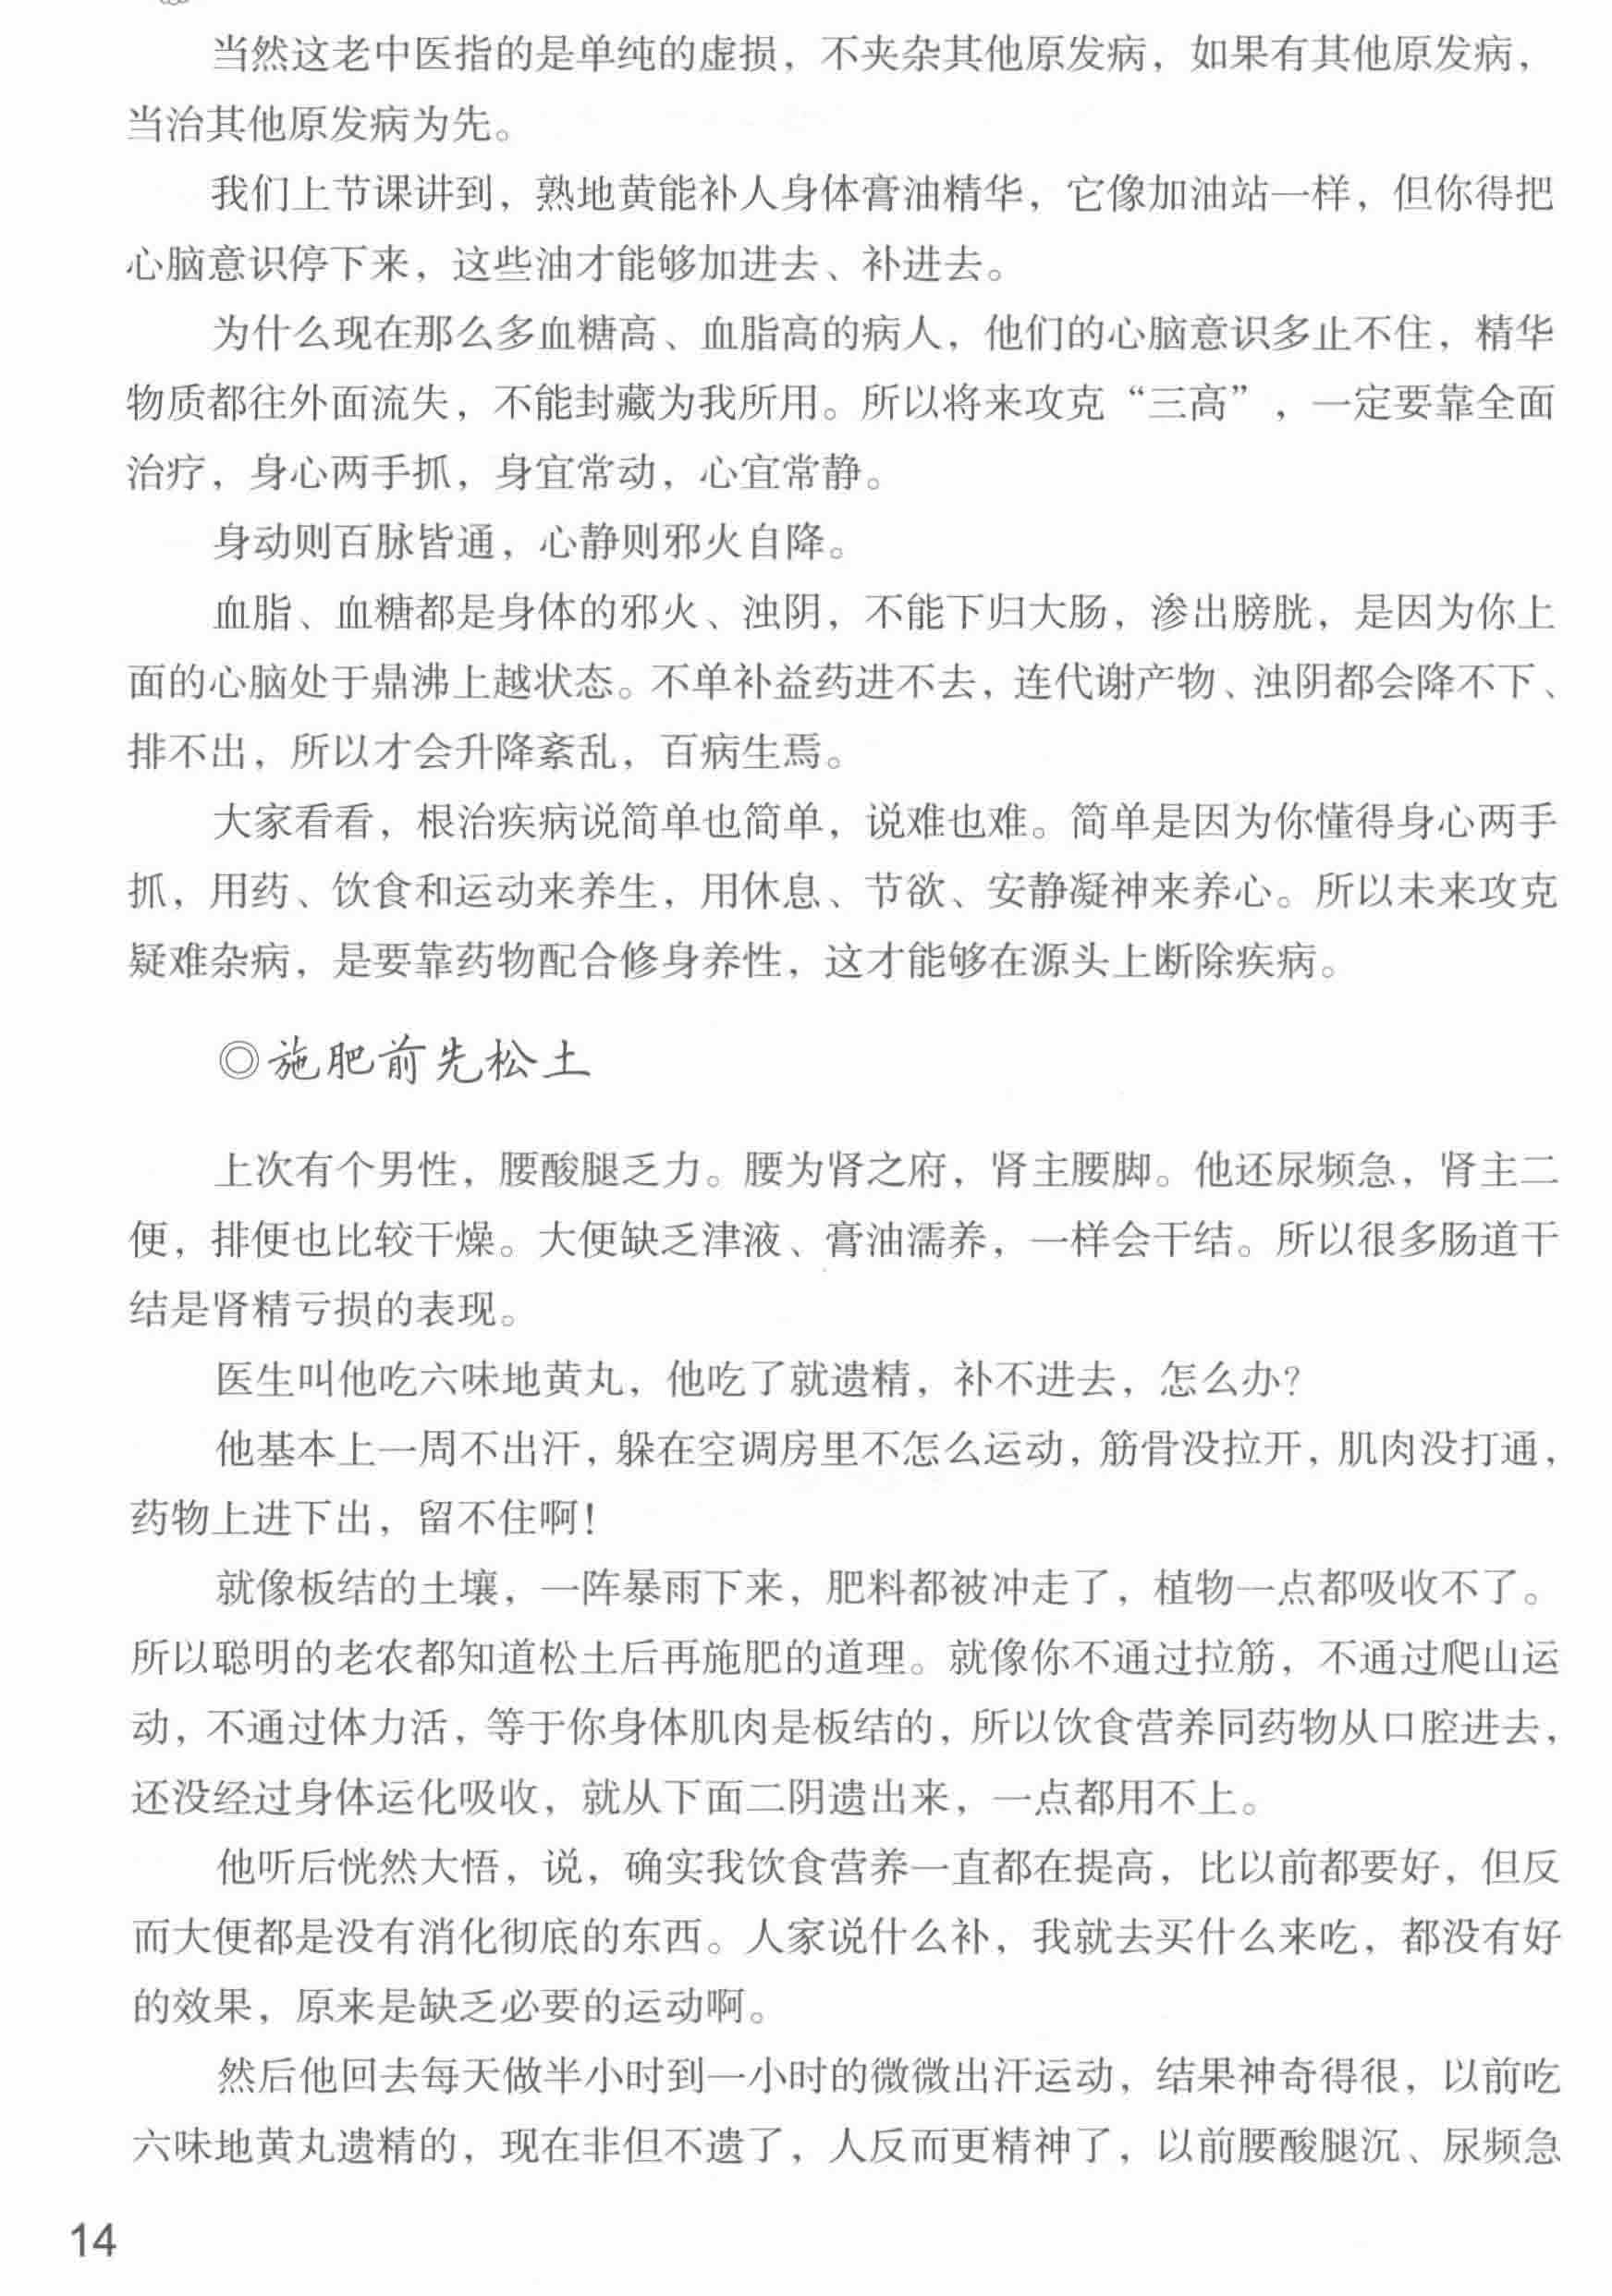 当然这老中医指的是单纯的虚损，不夹杂其他原发病，如果有其他原发病，
当治其他原发病为先。
我们上节课讲到，熟地黄能补人身体膏油精华，它像加油站一样，但你得把
心脑意识停下来，这些油才能够加进去、补进去。
为什么现在那么多血糖高、血脂高的病人，他们的心脑意识多止不住，精华
物质都往外面流失，不能封藏为我所用。所以将来攻克“三高”，一定要靠全面
治疗，身心两手抓，身宜常动，心宜常静。
身动则百脉皆通，心静则邪火自降。
血脂、血糖都是身体的邪火、浊阴，不能下归大肠，渗出膀胱，是因为你上
面的心脑处于鼎沸上越状态。不单补益药进不去，连代谢产物、浊阴都会降不下、
排不出，所以才会升降紊乱，百病生焉。
大家看看，根治疾病说简单也简单，说难也难。简单是因为你懂得身心两手
抓，用药、饮食和运动来养生，用休息、节欲、安静凝神来养心。所以未来攻克
疑难杂病，是要靠药物配合修身养性，这才能够在源头上断除疾病。
◎施肥前先松土
上次有个男性，腰酸腿乏力。腰为肾之府，肾主腰脚。他还尿频急，肾主二
便，排便也比较干燥。大便缺乏津液、膏油濡养，一样会干结。所以很多肠道干
结是肾精亏损的表现。
医生叫他吃六味地黄丸，他吃了就遗精，补不进去，怎么办？
他基本上一周不出汗，躲在空调房里不怎么运动，筋骨没拉开，肌肉没打通，
药物上进下出，留不住啊！
就像板结的土壤，一阵暴雨下来，肥料都被冲走了，植物一点都吸收不了。
所以聪明的老农都知道松土后再施肥的道理。就像你不通过拉筋，不通过爬山运
动，不通过体力活，等于你身体肌肉是板结的，所以饮食营养同药物从口腔进去，
还没经过身体运化吸收，就从下面二阴遗出来，一点都用不上。
他听后恍然大悟，说，确实我饮食营养一直都在提高，比以前都要好，但反
而大便都是没有消化彻底的东西。人家说什么补，我就去买什么来吃，都没有好
的效果，原来是缺乏必要的运动啊。
然后他回去每天做半小时到一小时的微微出汗运动，结果神奇得很，以前吃
六味地黄丸遗精的，现在非但不遗了，人反而更精神了，以前腰酸腿沉、尿频急
14